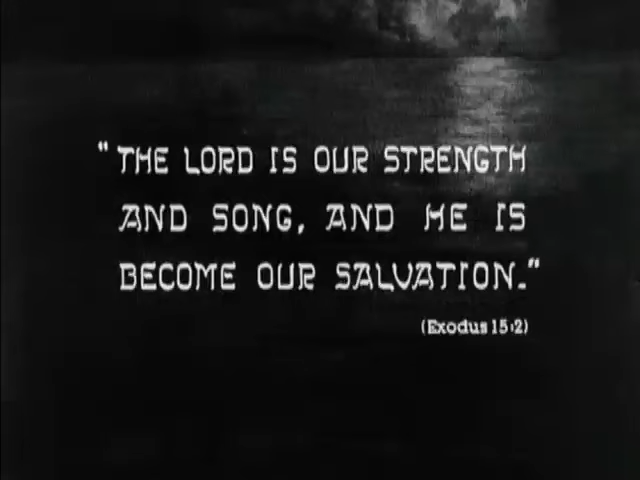 "THE LORD IS OUR STRENGTH
AND SONG, AND HE IS
BECOME OUR SALVATION."
(Exodus 15:2)